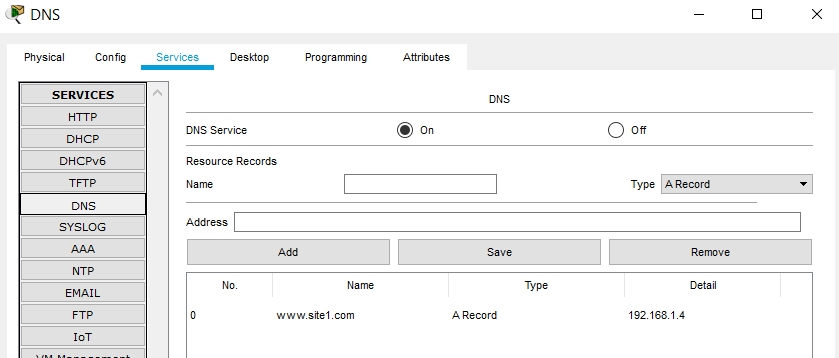 DNS
Physical Config Services Desktop Programming Attributes
SERVICES
HTTP
DHCP
DHCPv6
TFTP
DNS
SYSLOG
AAA
NTP
EMAIL
FTP
IoT
VM Management
DNS
DNS Service On Off
Resource Records
Name Type A Record
Address
Add Save Remove
No. Name Type Detail
0 www.site1.com A Record 192.168.1.4